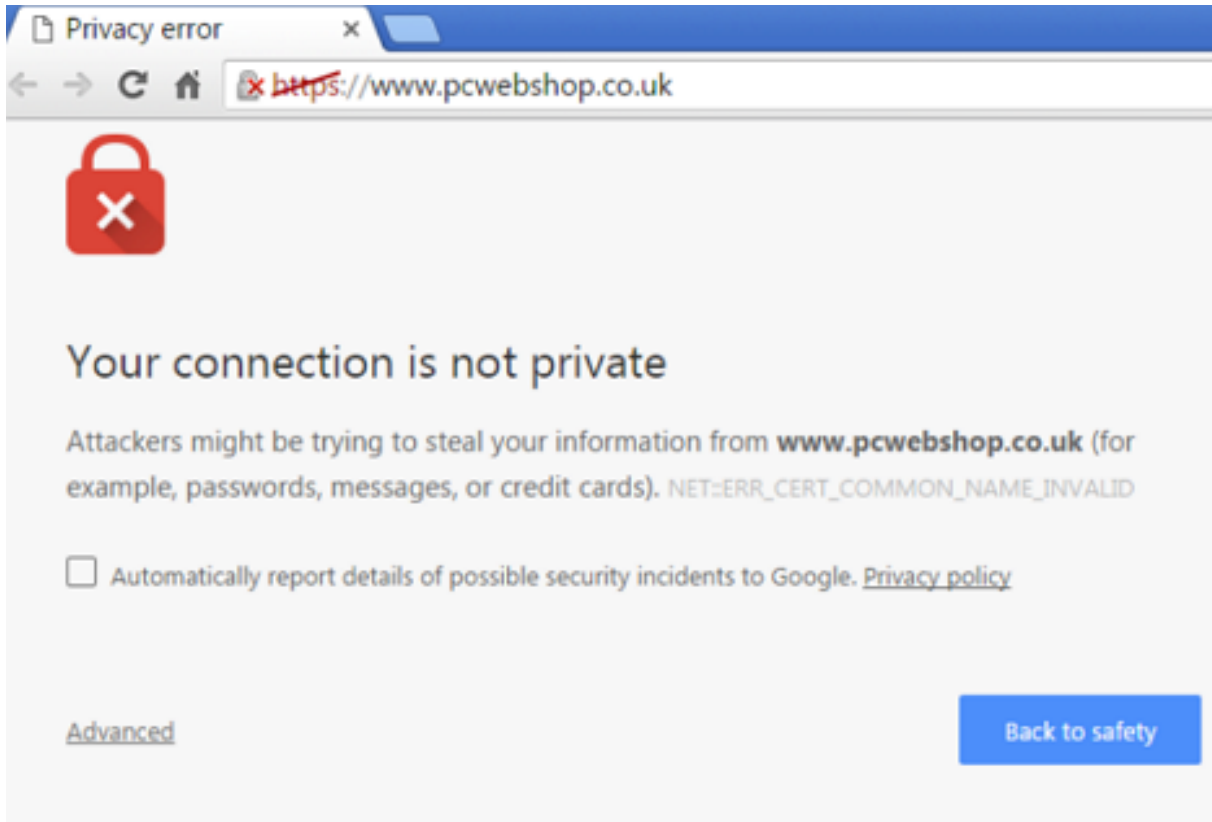 Privacy error
https://www.pcwebshop.co.uk
Your connection is not private
Attackers might be trying to steal your information from www.pcwebshop.co.uk (for
example, passwords, messages, or credit cards). NET::ERR_CERT_COMMON_NAME_INVALID
Automatically report details of possible security incidents to Google. Privacy policy
Advanced
Back to safety